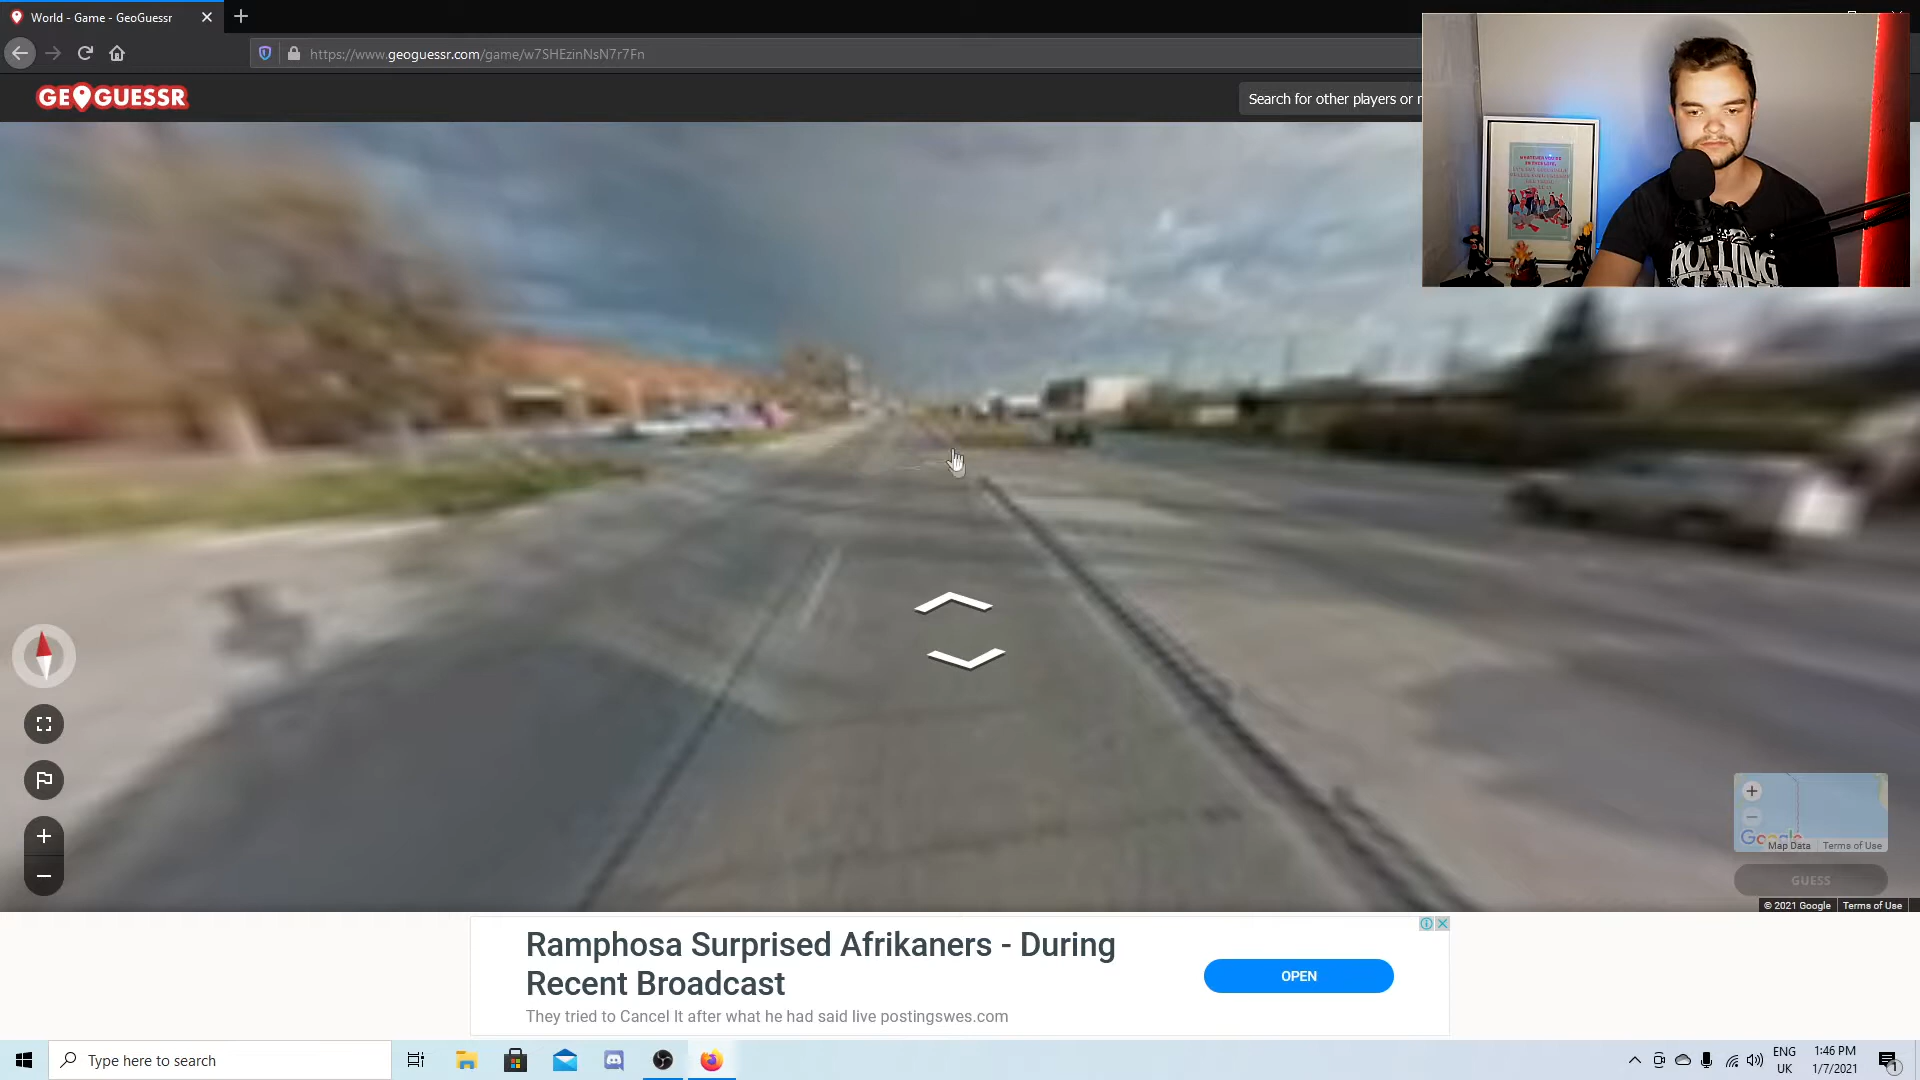 World - Game - GeoGuessr
https://www.geoguessr.com/game/w7SHEzinNsN7r7Fn
GEOGUESSR
Search for other players or
ROLLING
Google
Map Data
Terms of Use
GUESS
© 2021 Google
Terms of Use
Ramphosa Surprised Afrikaners - During
Recent Broadcast
They tried to Cancel It after what he had said live postingswes.com
OPEN
Type here to search
ENG
UK
1:46 PM
1/7/2021
1